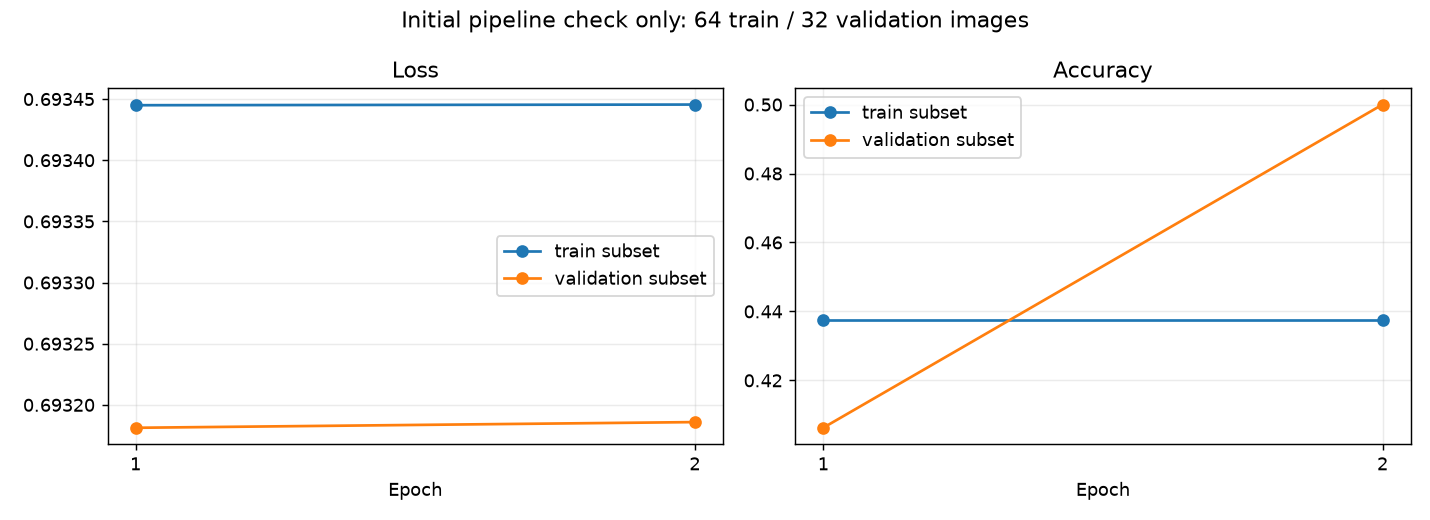 Initial pipeline check only: 64 train / 32 validation images
Loss
0.69345
0.69340
0.69335
0.69330
0.69325
0.69320
train subset
validation subset
1
2
Epoch
Accuracy
0.50
0.48
0.46
0.44
0.42
train subset
validation subset
1
2
Epoch